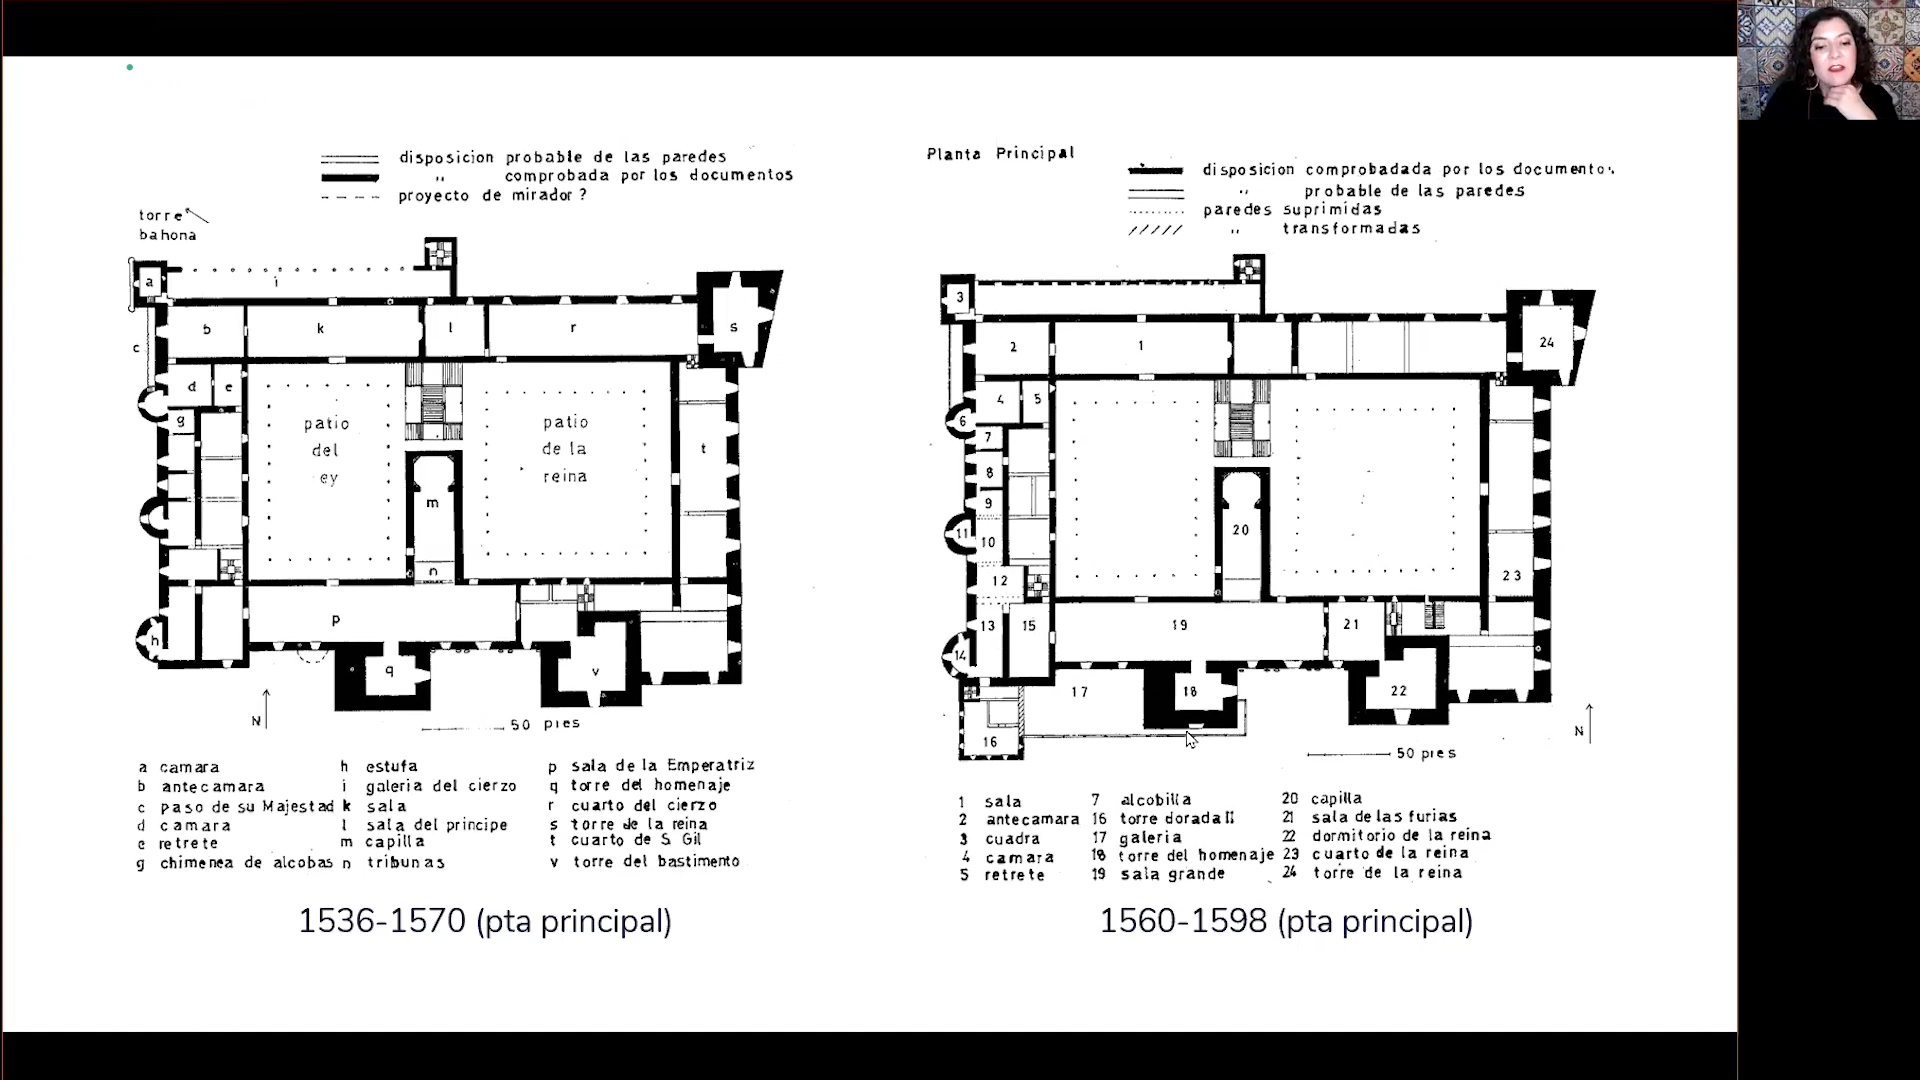 disposicion probable de las paredes
" comprobada por los documentos
proyecto de mirador?
torre
bahona
a
i
b
k
l
r
s
c
d
e
g
patio
del
ey
patio
de la
reina
t
m
n
p
h
q
v
N
50 pies
a camara
b antecamara
c paso de su Majestad
d camara
e retrete
g chimenea de alcobas
h estufa
i galeria del cierzo
k sala
l sala del principe
m capilla
n tribunas
p sala de la Emperatriz
q torre del homenaje
r cuarto del cierzo
s torre de la reina
t cuarto de S Gil
v torre del bastimento
1536-1570 (pta principal)
Planta Principal
disposicion comprobadada por los documentos
" probable de las paredes
paredes suprimidas
" transformadas
3
2
1
24
4
5
6
7
8
9
11
10
20
12
23
13
15
19
21
14
17
18
22
16
N
50 pies
1 sala
2 antecamara
3 cuadra
4 camara
5 retrete
7 alcobilla
16 torre dorada II
17 galeria
18 torre del homenaje
19 sala grande
20 capilla
21 sala de las furias
22 dormitorio de la reina
23 cuarto de la reina
24 torre de la reina
1560-1598 (pta principal)